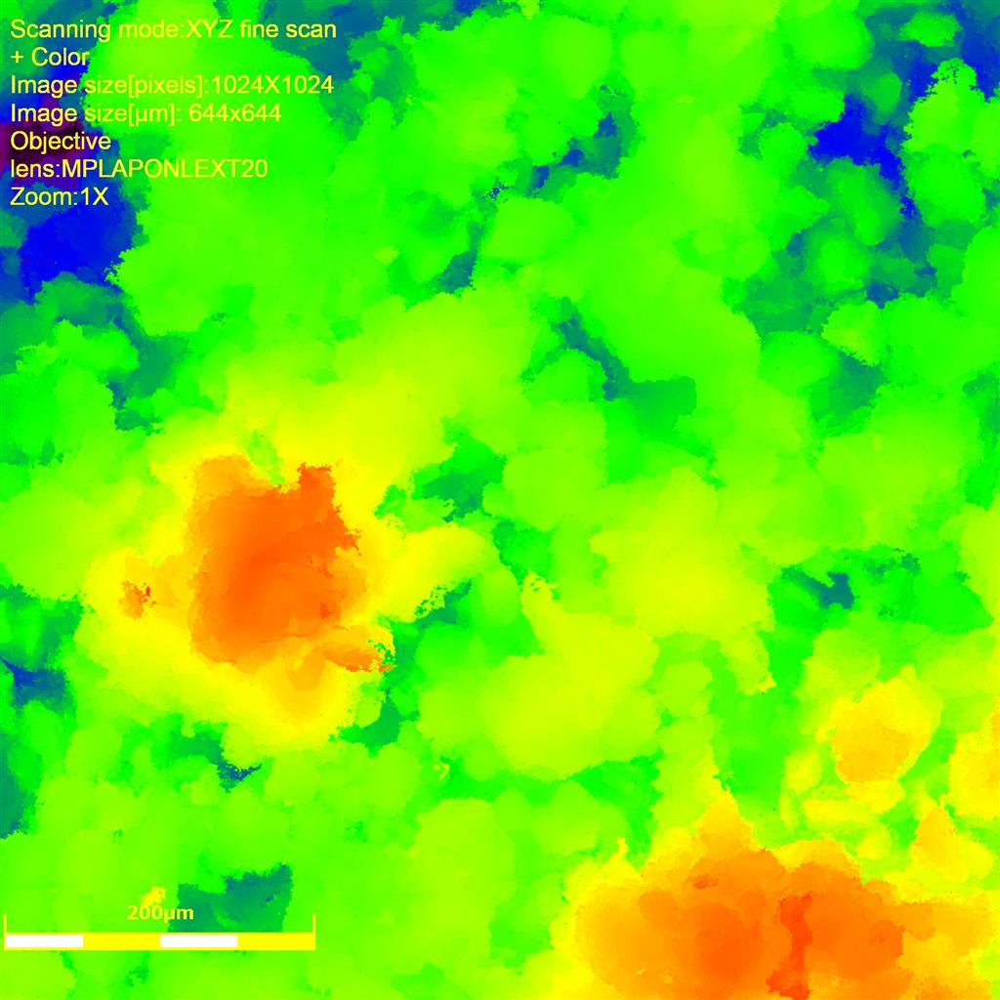 Scanning mode:XYZ fine scan
+ Color
Image size[pixels]:1024X1024
Image size[µm]: 644x644
Objective
lens:MPLAPONLEXT20
Zoom:1X
200µm